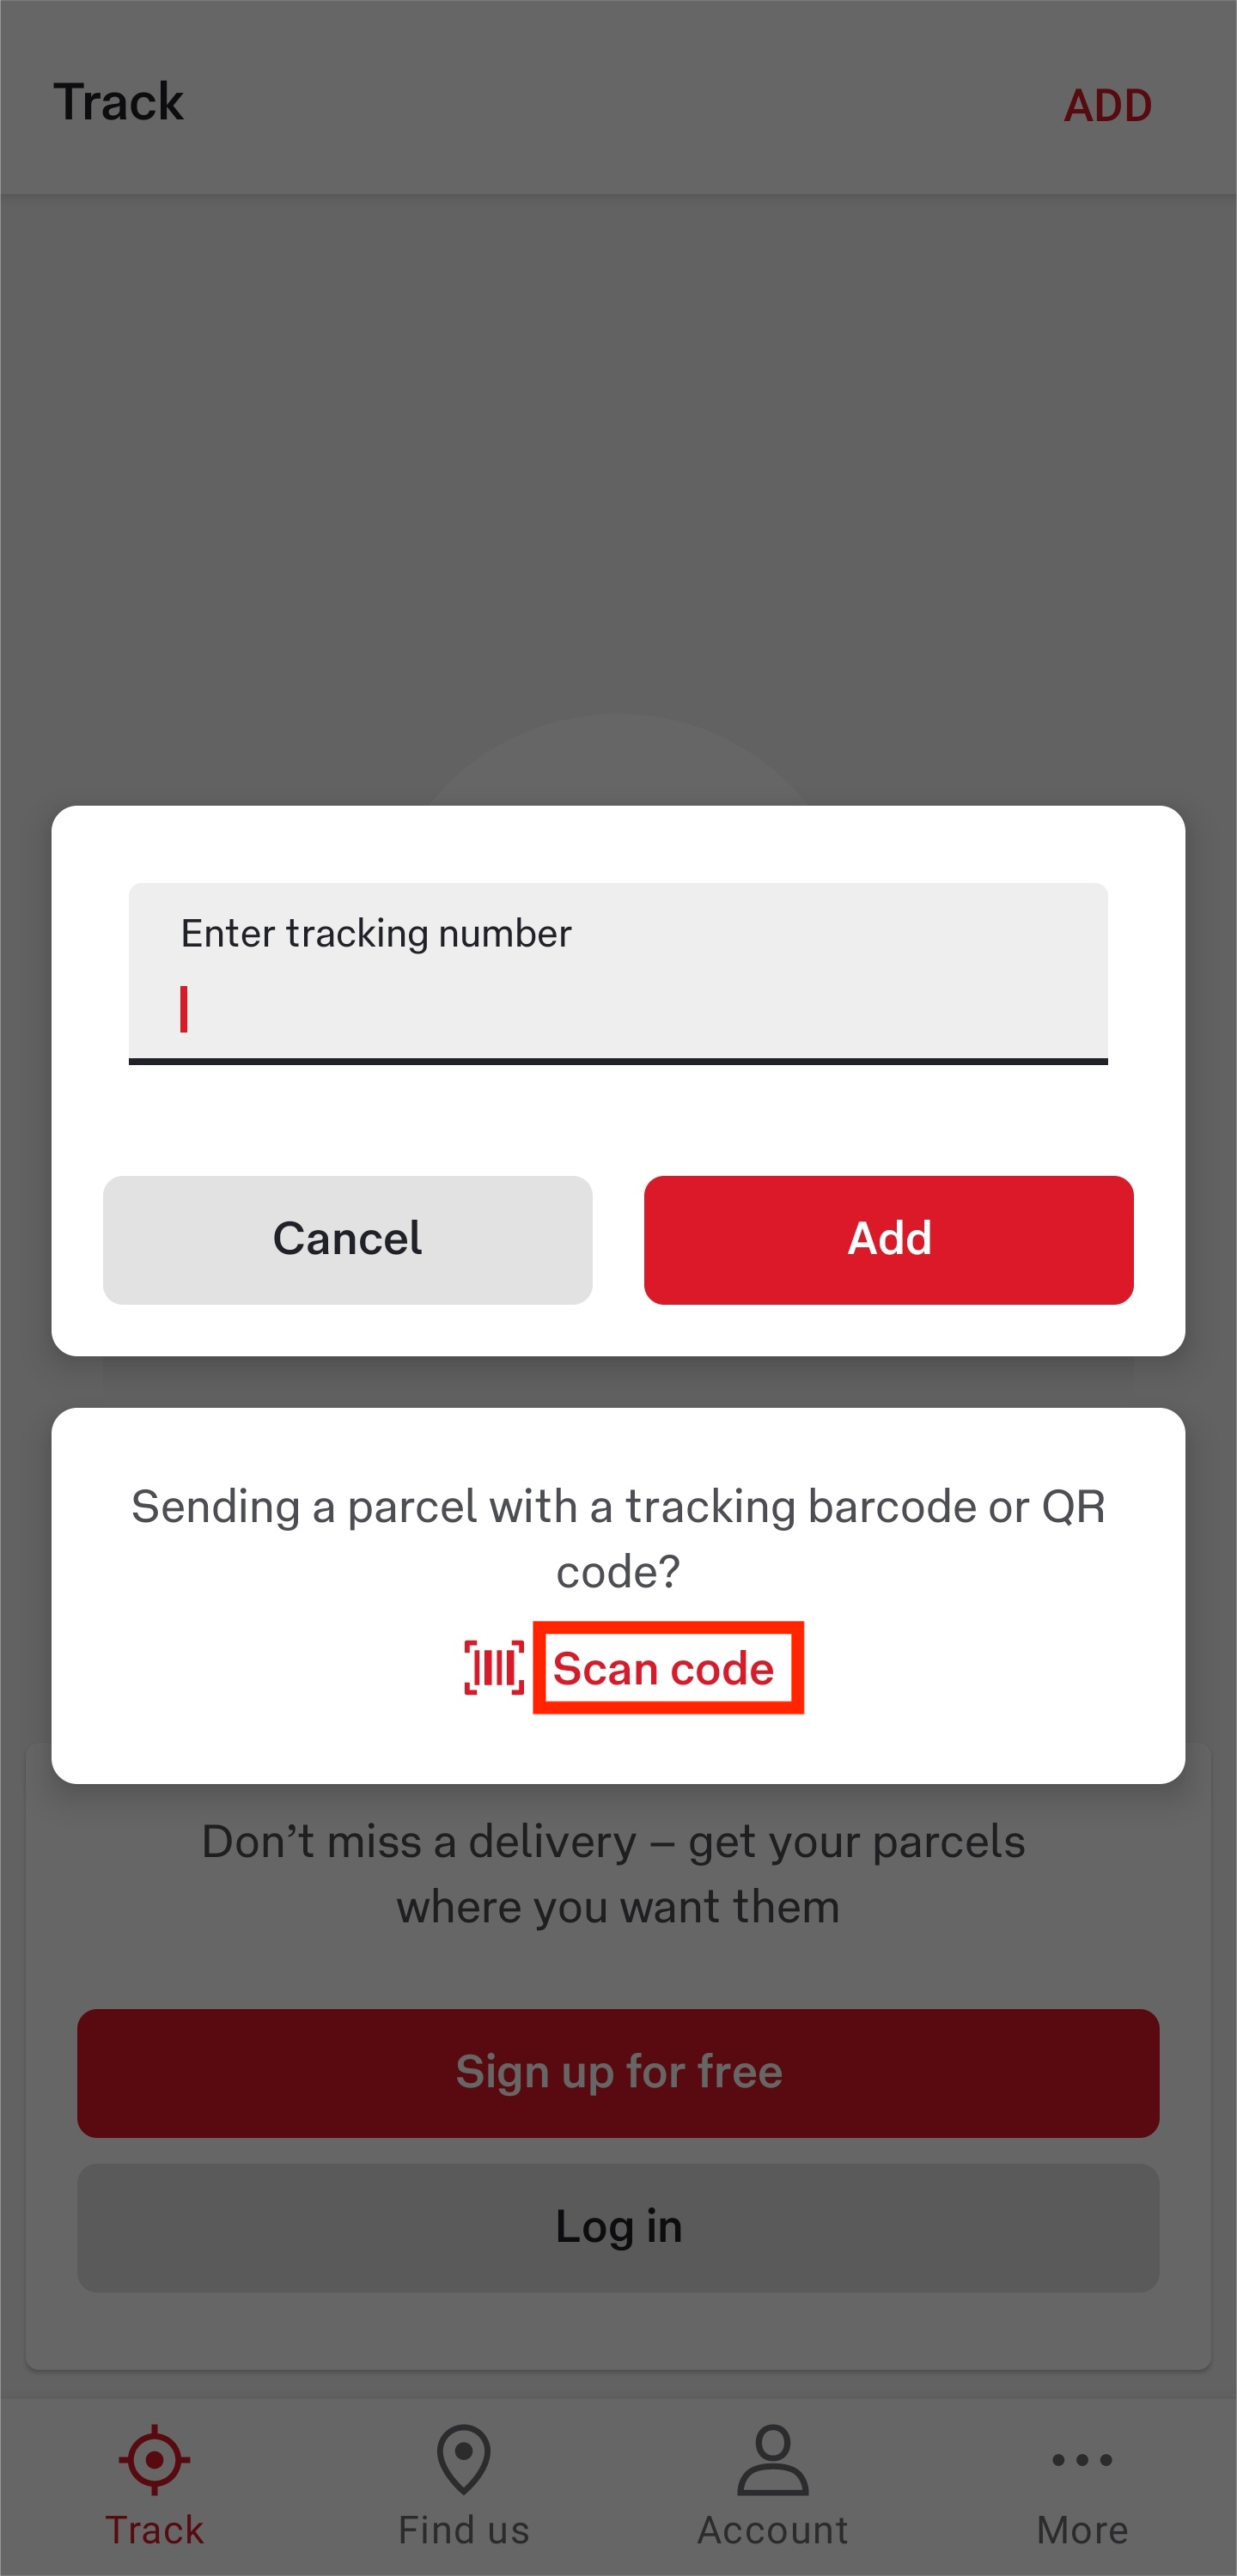 Track
ADD
Enter tracking number
Cancel
Add
Sending a parcel with a tracking barcode or QR
code?
Scan code
Don’t miss a delivery – get your parcels
where you want them
Sign up for free
Log in
Track
Find us
Account
More